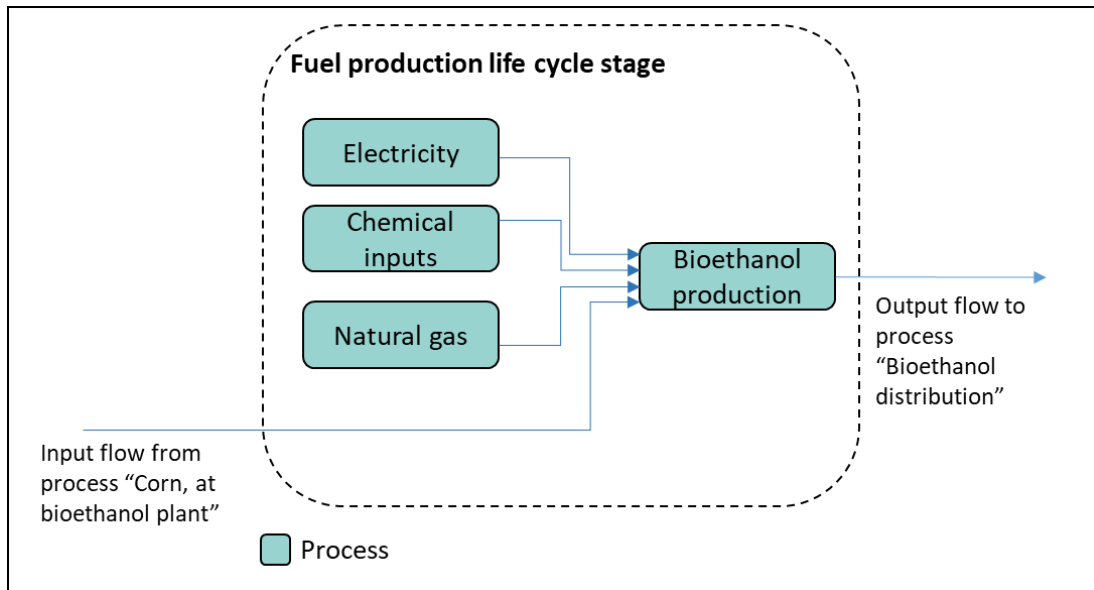 Fuel production life cycle stage
Electricity
Chemical
inputs
Natural gas
Bioethanol
production
Output flow to
process
“Bioethanol
distribution”
Input flow from
process “Corn, at
bioethanol plant”
Process